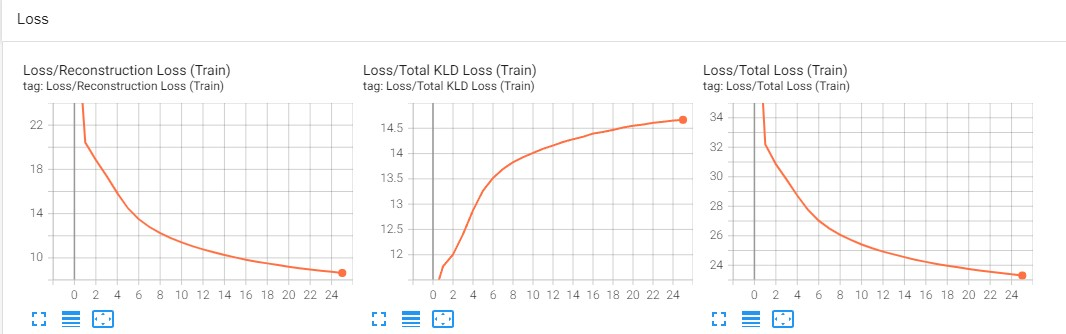 Loss
Loss/Reconstruction Loss (Train)
tag: Loss/Reconstruction Loss (Train)
22
18
14
10
0 2 4 6 8 10 12 14 16 18 20 22 24
Loss/Total KLD Loss (Train)
tag: Loss/Total KLD Loss (Train)
14.5
14
13.5
13
12.5
12
0 2 4 6 8 10 12 14 16 18 20 22 24
Loss/Total Loss (Train)
tag: Loss/Total Loss (Train)
34
32
30
28
26
24
0 2 4 6 8 10 12 14 16 18 20 22 24